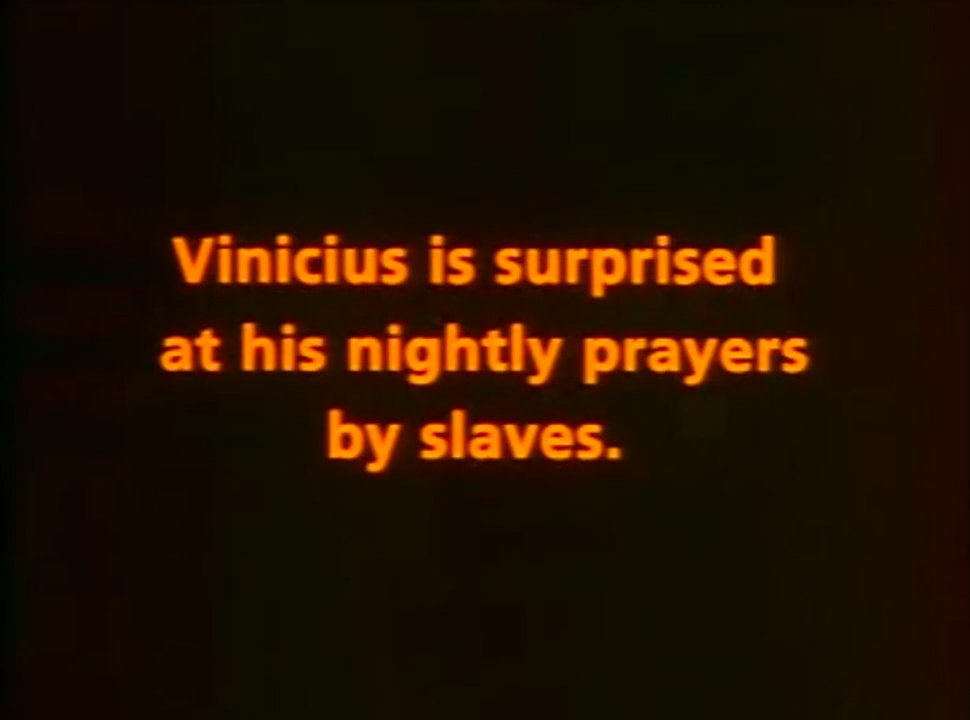 Vinicius is surprised
at his nightly prayers
by slaves.